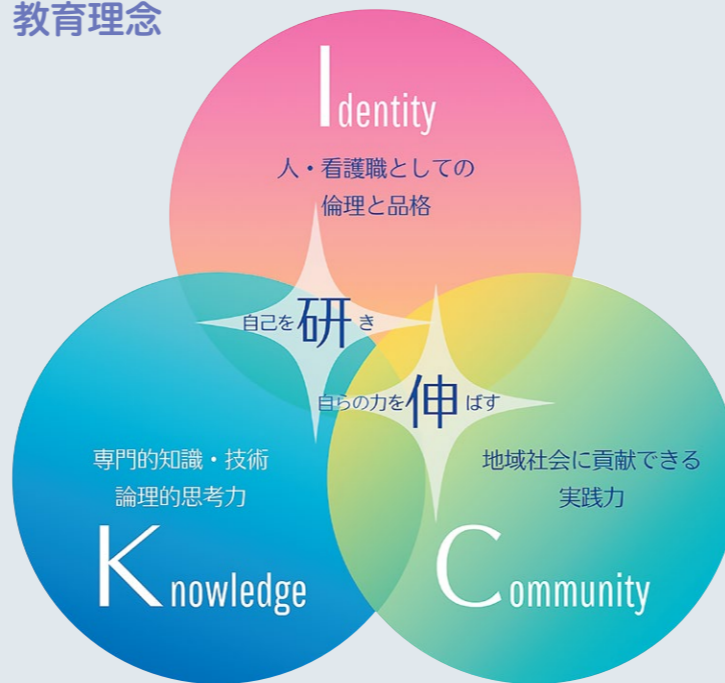 教育理念
Identity
人・看護職としての
倫理と品格
自己を研き
自らの力を伸ばす
専門的知識・技術
論理的思考力
Knowledge
地域社会に貢献できる
実践力
Community